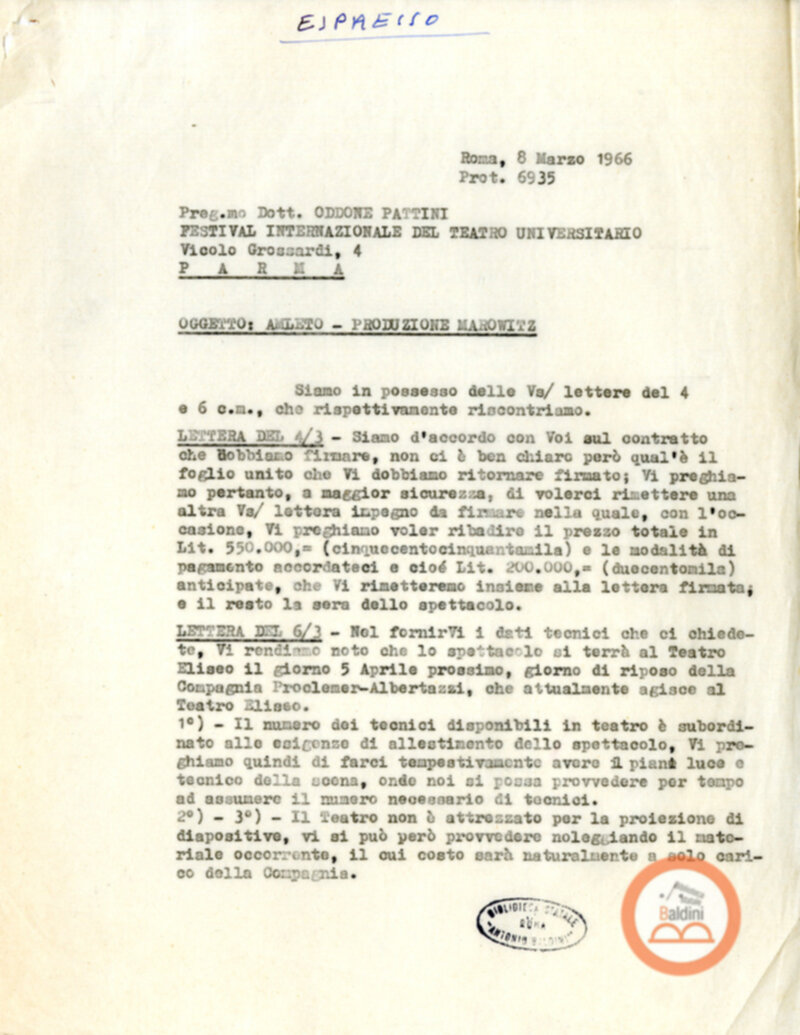 ESPRESSO
Roma, 8 Marzo 1966
Prot. 6935
Preg.mo Dott. ODDONE PATTINI
FESTIVAL INTERNAZIONALE DEL TEATRO UNIVERSITARIO
Vicolo Grossardi, 4
P A R M A
OGGETTO: AMLETO - PRODUZIONE MAROWITZ
Siamo in possesso delle Vs/ lettere del 4
e 6 c.m., che rispettivamente riscontriamo.
LETTERA DEL 4/3 - Siamo d'accordo con Voi sul contratto
che dobbiamo firmare, non ci è ben chiaro però qual'è il
foglio unito che Vi dobbiamo ritornare firmato; Vi preghia-
mo pertanto, a maggior sicurezza, di volerci rimettere una
altra Vs/ lettera impegno da firmare nella quale, con l'oc-
casione, Vi preghiamo voler ribadire il prezzo totale in
Lit. 550.000,= (cinquecentocinquantamila) e le modalità di
pagamento accordateci e cioé Lit. 200.000,= (duecentomila)
anticipate, che Vi rimetteremo insieme alla lettera firmata;
e il resto la sera dello spettacolo.
LETTERA DEL 6/3 - Nel fornirVi i dati tecnici che ci chiede-
te, Vi rendiamo noto che lo spettacolo si terrà al Teatro
Eliseo il giorno 5 Aprile prossimo, giorno di riposo della
Compagnia Proclemer-Albertazzi, che attualmente agisce al
Teatro Eliseo.
1°) - Il numero dei tecnici disponibili in teatro è subordi-
nato alle esigenze di allestimento dello spettacolo, Vi pre-
ghiamo quindi di farci tempestivamente avere i piani luce e
tecnico della scena, onde noi si possa provvedere per tempo
ad assumere il numero necessario di tecnici.
2°) - 3°) - Il Teatro non è attrezzato per la proiezione di
diapositive, vi si può però provvedere noleggiando il mate-
riale occorrente, il cui costo sarà naturalmente a solo cari-
co della Compagnia.
BIBLIOTECA STATALE
ROMA
"ANTONIO BALDINI"
Biblioteca
Statale
Baldini